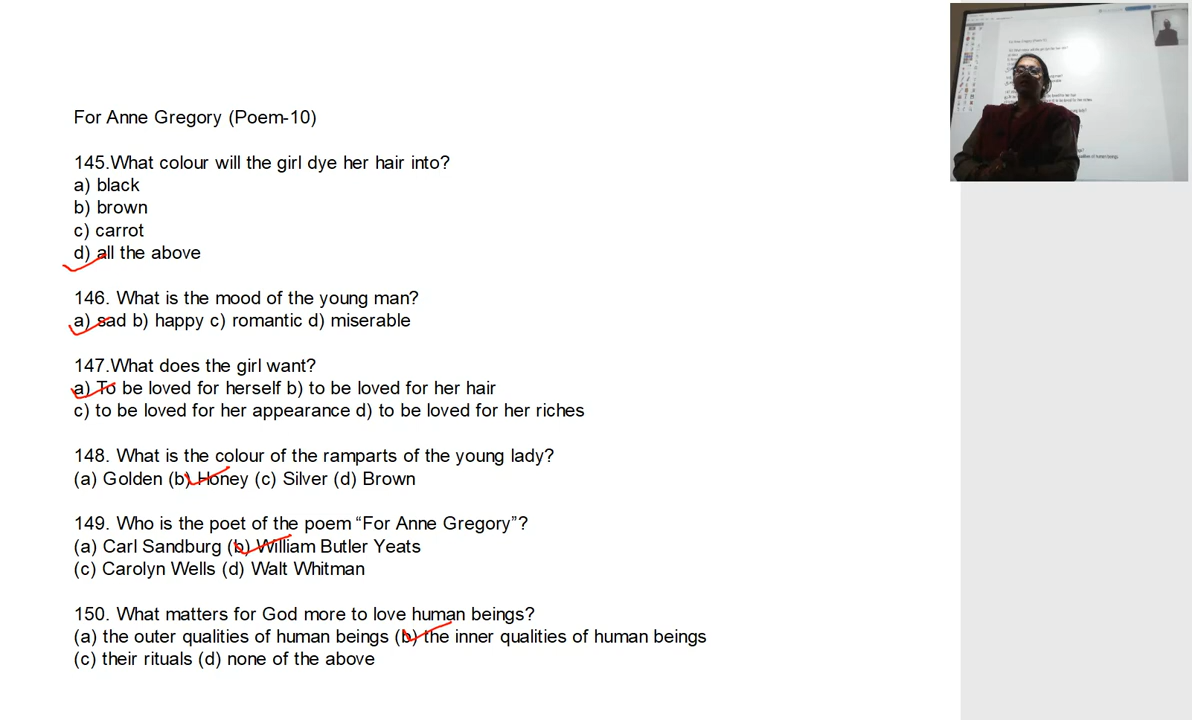 For Anne Gregory (Poem-10)
145.What colour will the girl dye her hair into?
a) black
b) brown
c) carrot
d) all the above
146. What is the mood of the young man?
a) sad b) happy c) romantic d) miserable
147.What does the girl want?
a) To be loved for herself b) to be loved for her hair
c) to be loved for her appearance d) to be loved for her riches
148. What is the colour of the ramparts of the young lady?
(a) Golden (b) Honey (c) Silver (d) Brown
149. Who is the poet of the poem “For Anne Gregory”?
(a) Carl Sandburg (b) William Butler Yeats
(c) Carolyn Wells (d) Walt Whitman
150. What matters for God more to love human beings?
(a) the outer qualities of human beings (b) the inner qualities of human beings
(c) their rituals (d) none of the above